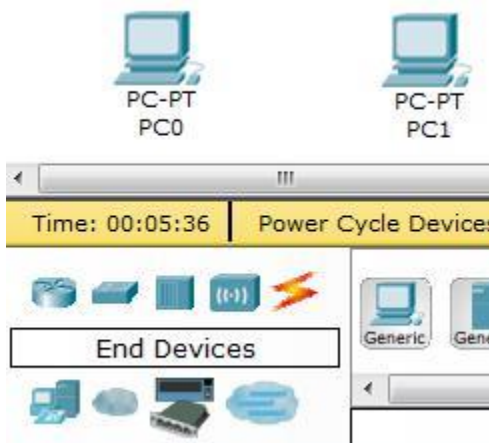 PC-PT
PC0
PC-PT
PC1
Time: 00:05:36
Power Cycle Devices
End Devices
Generic